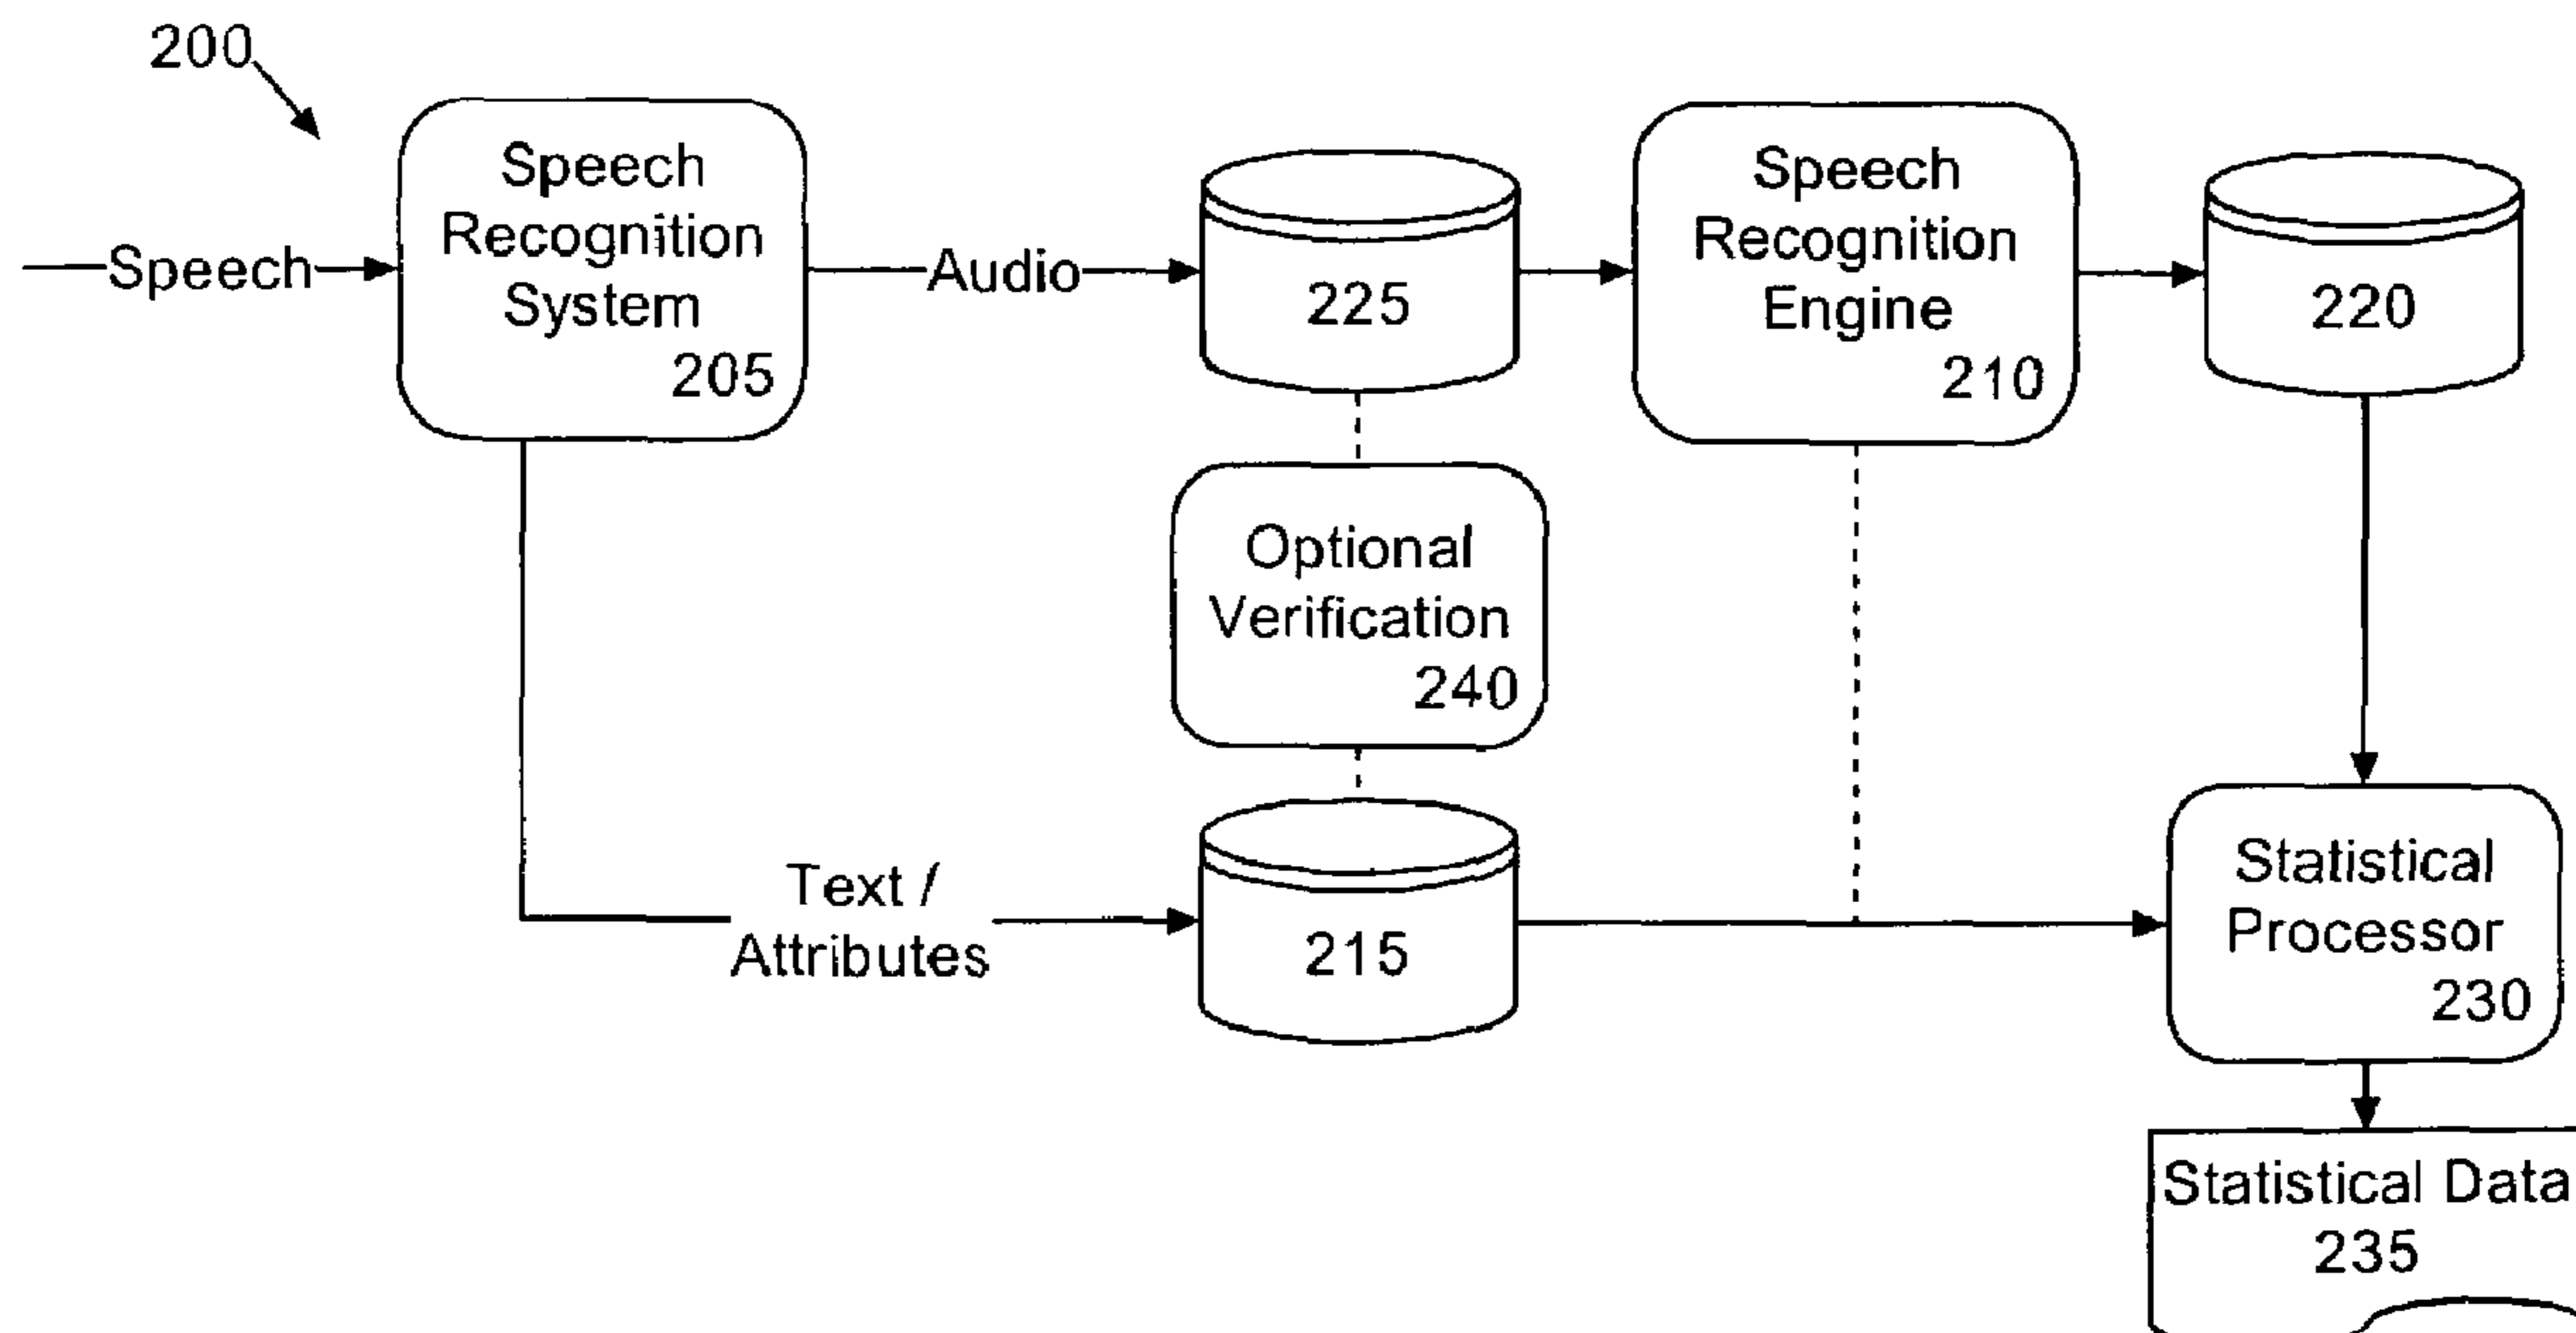 200
Speech
Speech
Recognition
System
205
Audio
225
Speech
Recognition
Engine
210
220
Optional
Verification
240
Text /
Attributes
215
Statistical
Processor
230
Statistical Data
235